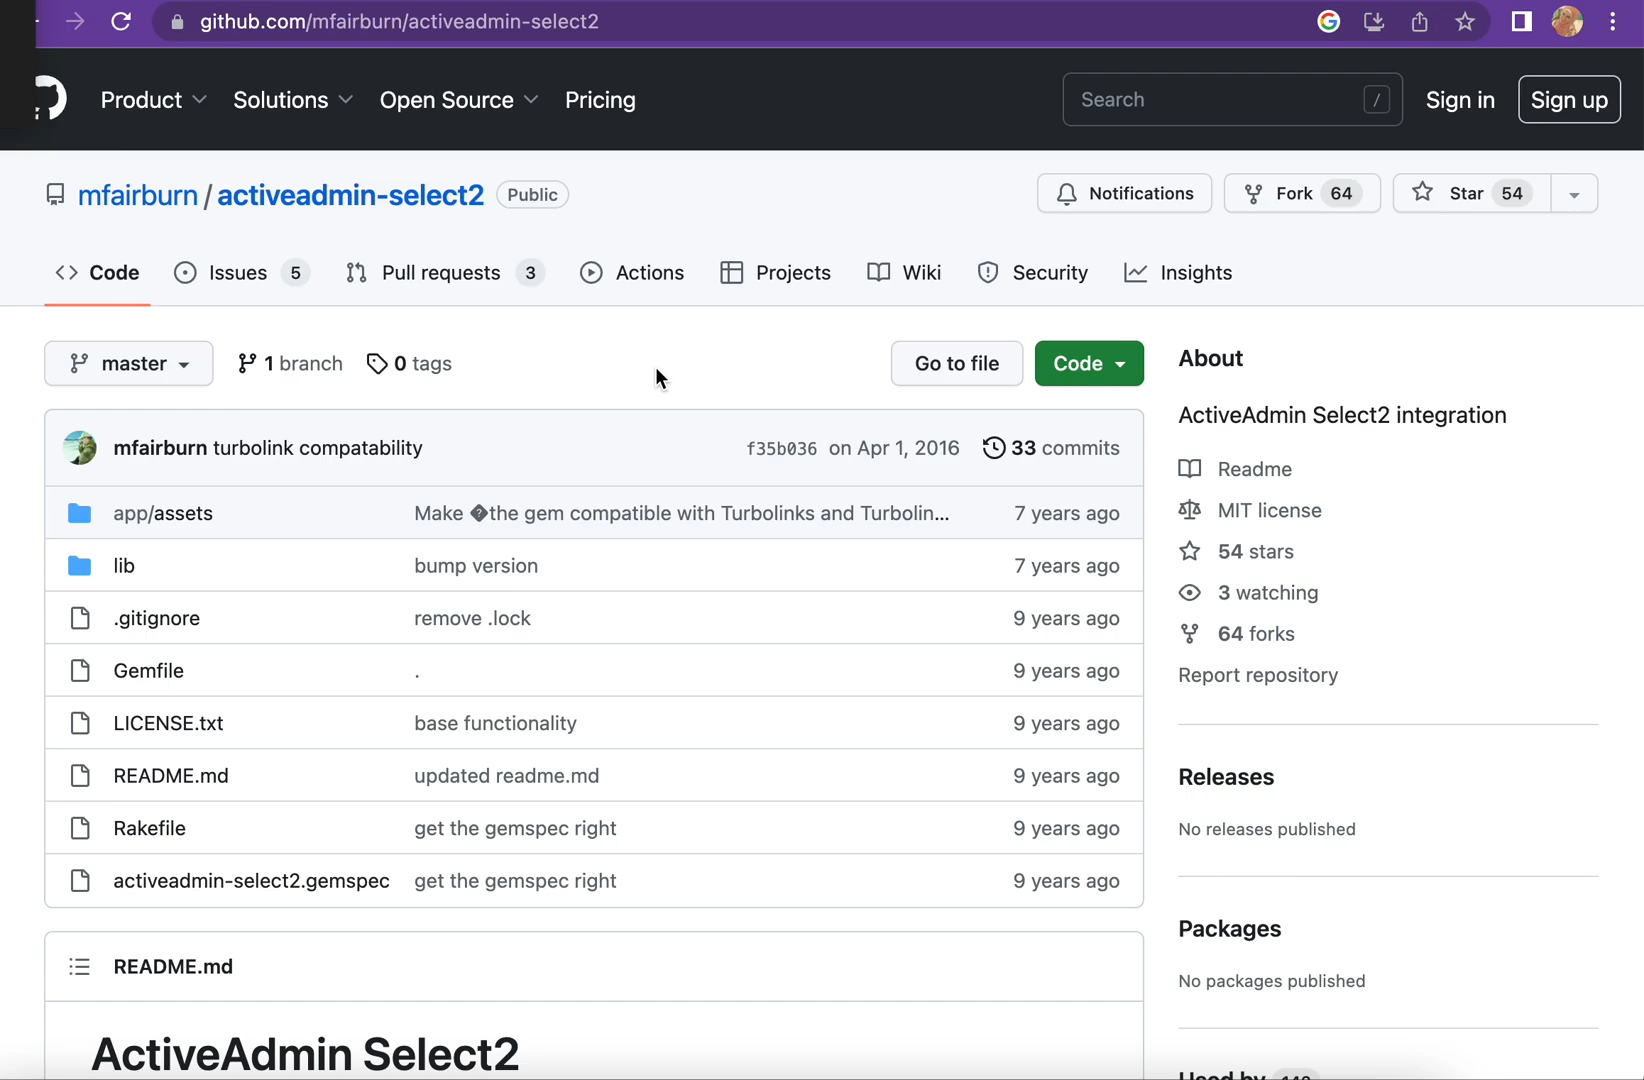 github.com/mfairburn/activeadmin-select2
Product Solutions Open Source Pricing Search / Sign in Sign up
mfairburn / activeadmin-select2 Public Notifications Fork 64 Star 54
Code Issues 5 Pull requests 3 Actions Projects Wiki Security Insights
master 1 branch 0 tags Go to file Code
mfairburn turbolink compatability f35b036 on Apr 1, 2016 33 commits
app/assets Make �the gem compatible with Turbolinks and Turbolin... 7 years ago
lib bump version 7 years ago
.gitignore remove .lock 9 years ago
Gemfile . 9 years ago
LICENSE.txt base functionality 9 years ago
README.md updated readme.md 9 years ago
Rakefile get the gemspec right 9 years ago
activeadmin-select2.gemspec get the gemspec right 9 years ago
README.md
ActiveAdmin Select2
About
ActiveAdmin Select2 integration
Readme
MIT license
54 stars
3 watching
64 forks
Report repository
Releases
No releases published
Packages
No packages published
Used by